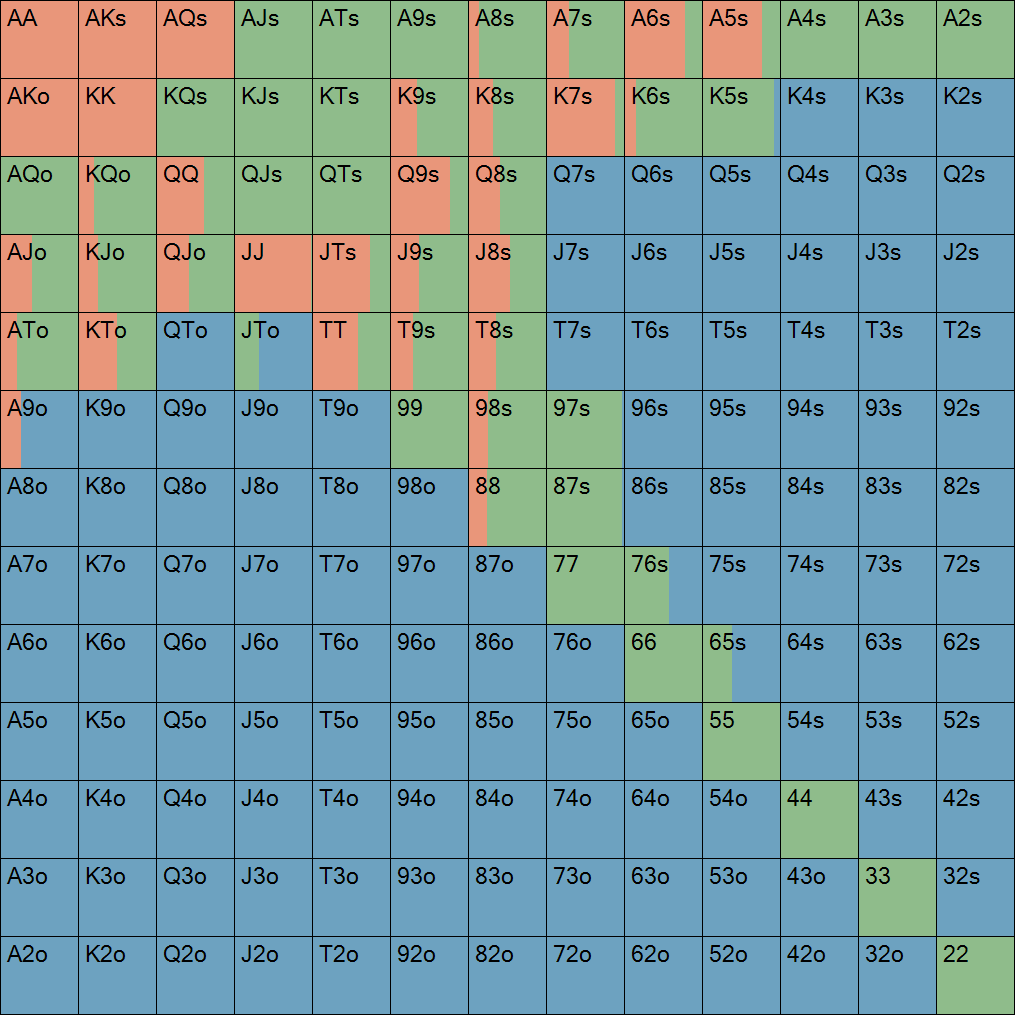 AA AKs AQs AJs ATs A9s A8s A7s A6s A5s A4s A3s A2s
AKo KK KQs KJs KTs K9s K8s K7s K6s K5s K4s K3s K2s
AQo KQo QQ QJs QTs Q9s Q8s Q7s Q6s Q5s Q4s Q3s Q2s
AJo KJo QJo JJ JTs J9s J8s J7s J6s J5s J4s J3s J2s
ATo KTo QTo JTo TT T9s T8s T7s T6s T5s T4s T3s T2s
A9o K9o Q9o J9o T9o 99 98s 97s 96s 95s 94s 93s 92s
A8o K8o Q8o J8o T8o 98o 88 87s 86s 85s 84s 83s 82s
A7o K7o Q7o J7o T7o 97o 87o 77 76s 75s 74s 73s 72s
A6o K6o Q6o J6o T6o 96o 86o 76o 66 65s 64s 63s 62s
A5o K5o Q5o J5o T5o 95o 85o 75o 65o 55 54s 53s 52s
A4o K4o Q4o J4o T4o 94o 84o 74o 64o 54o 44 43s 42s
A3o K3o Q3o J3o T3o 93o 83o 73o 63o 53o 43o 33 32s
A2o K2o Q2o J2o T2o 92o 82o 72o 62o 52o 42o 32o 22